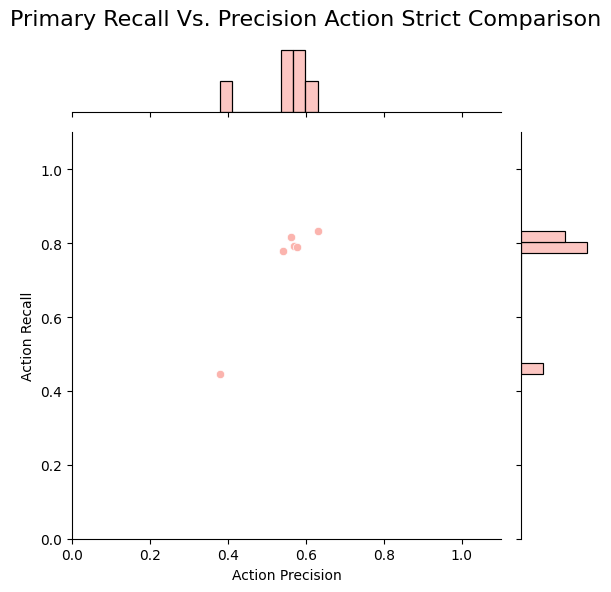 Primary Recall Vs. Precision Action Strict Comparison
1.0
0.8
0.6
0.4
0.2
0.0
Action Recall
0.0 0.2 0.4 0.6 0.8 1.0
Action Precision